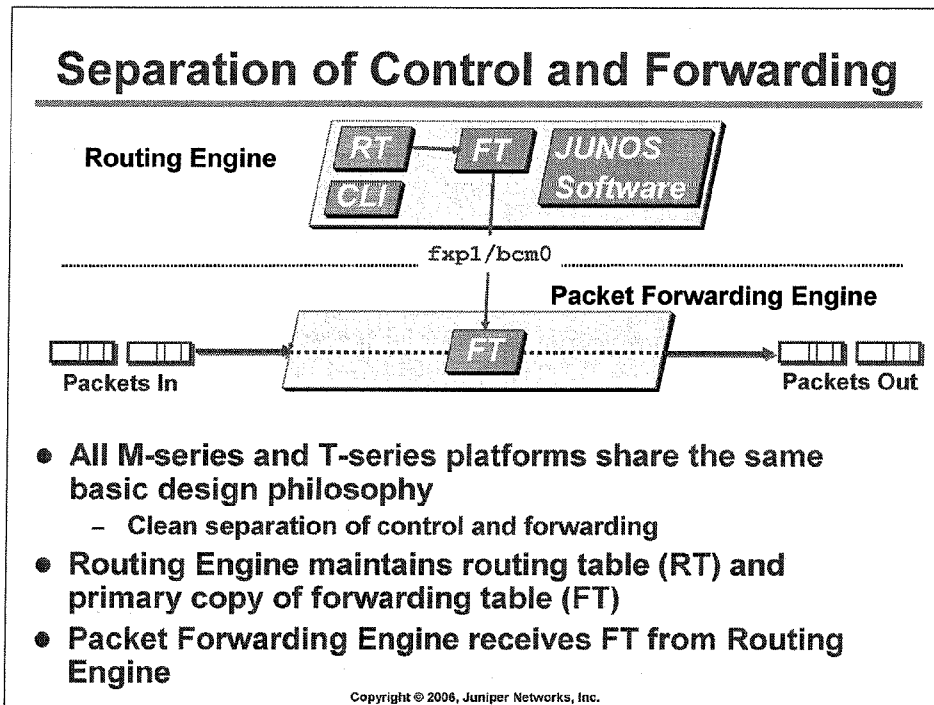 Separation of Control and Forwarding
Routing Engine
RT
FT
JUNOS
Software
CLI
fxp1/bcm0
Packet Forwarding Engine
FT
Packets In
Packets Out
● All M-series and T-series platforms share the same
basic design philosophy
– Clean separation of control and forwarding
● Routing Engine maintains routing table (RT) and
primary copy of forwarding table (FT)
● Packet Forwarding Engine receives FT from Routing
Engine
Copyright © 2006, Juniper Networks, Inc.